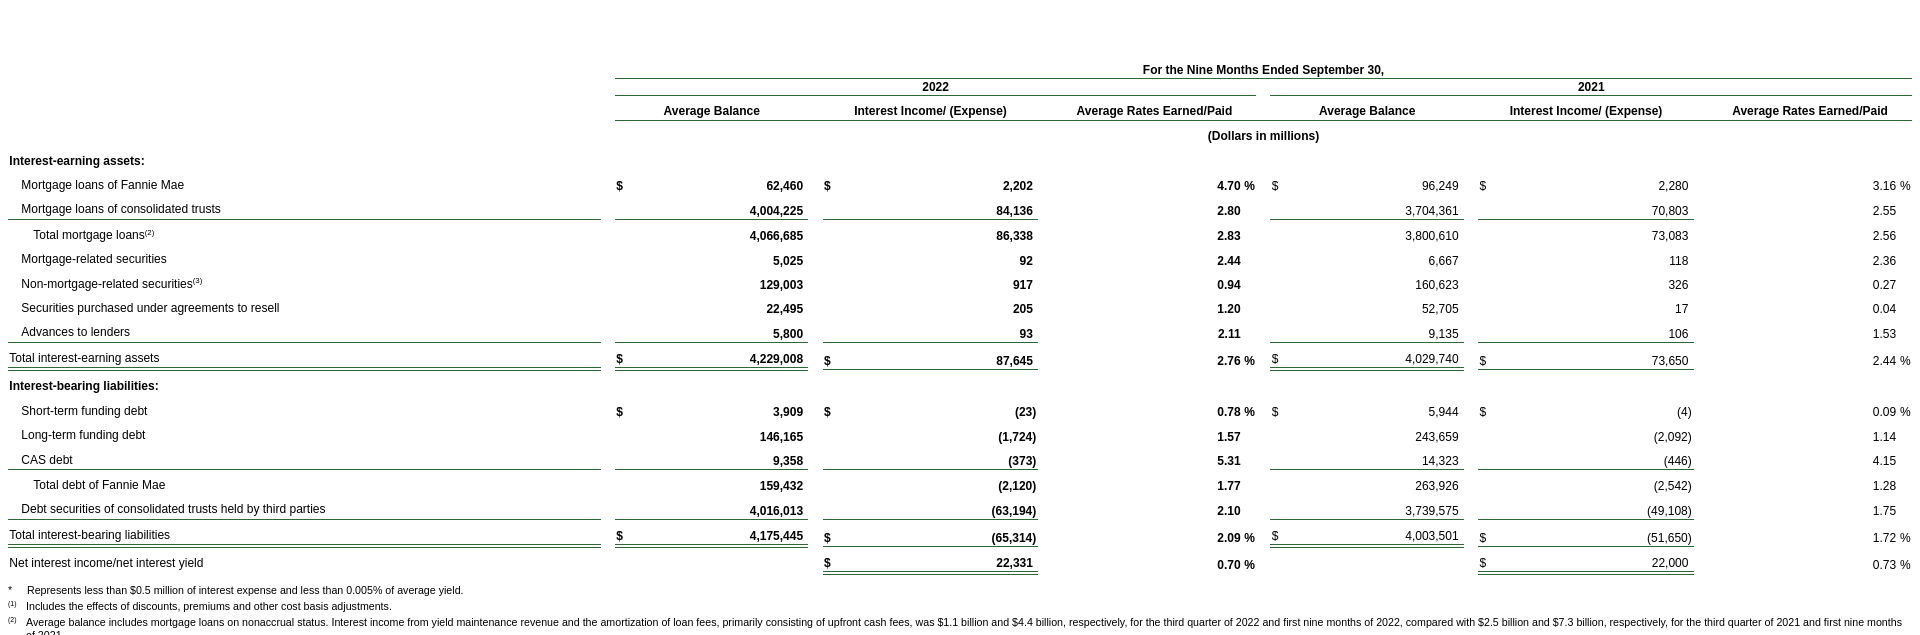 For the Nine Months Ended September 30,
2022 2021
Average Balance Interest Income/ (Expense) Average Rates Earned/Paid Average Balance Interest Income/ (Expense) Average Rates Earned/Paid
(Dollars in millions)
Interest-earning assets:
Mortgage loans of Fannie Mae $ 62,460 $ 2,202 4.70 % $ 96,249 $ 2,280 3.16 %
Mortgage loans of consolidated trusts 4,004,225 84,136 2.80 3,704,361 70,803 2.55
Total mortgage loans(2) 4,066,685 86,338 2.83 3,800,610 73,083 2.56
Mortgage-related securities 5,025 92 2.44 6,667 118 2.36
Non-mortgage-related securities(3) 129,003 917 0.94 160,623 326 0.27
Securities purchased under agreements to resell 22,495 205 1.20 52,705 17 0.04
Advances to lenders 5,800 93 2.11 9,135 106 1.53
Total interest-earning assets $ 4,229,008 $ 87,645 2.76 % $ 4,029,740 $ 73,650 2.44 %
Interest-bearing liabilities:
Short-term funding debt $ 3,909 $ (23) 0.78 % $ 5,944 $ (4) 0.09 %
Long-term funding debt 146,165 (1,724) 1.57 243,659 (2,092) 1.14
CAS debt 9,358 (373) 5.31 14,323 (446) 4.15
Total debt of Fannie Mae 159,432 (2,120) 1.77 263,926 (2,542) 1.28
Debt securities of consolidated trusts held by third parties 4,016,013 (63,194) 2.10 3,739,575 (49,108) 1.75
Total interest-bearing liabilities $ 4,175,445 $ (65,314) 2.09 % $ 4,003,501 $ (51,650) 1.72 %
Net interest income/net interest yield $ 22,331 0.70 % $ 22,000 0.73 %
* Represents less than $0.5 million of interest expense and less than 0.005% of average yield.
(1) Includes the effects of discounts, premiums and other cost basis adjustments.
(2) Average balance includes mortgage loans on nonaccrual status. Interest income from yield maintenance revenue and the amortization of loan fees, primarily consisting of upfront cash fees, was $1.1 billion and $4.4 billion, respectively, for the third quarter of 2022 and first nine months of 2022, compared with $2.5 billion and $7.3 billion, respectively, for the third quarter of 2021 and first nine months
of 2021.